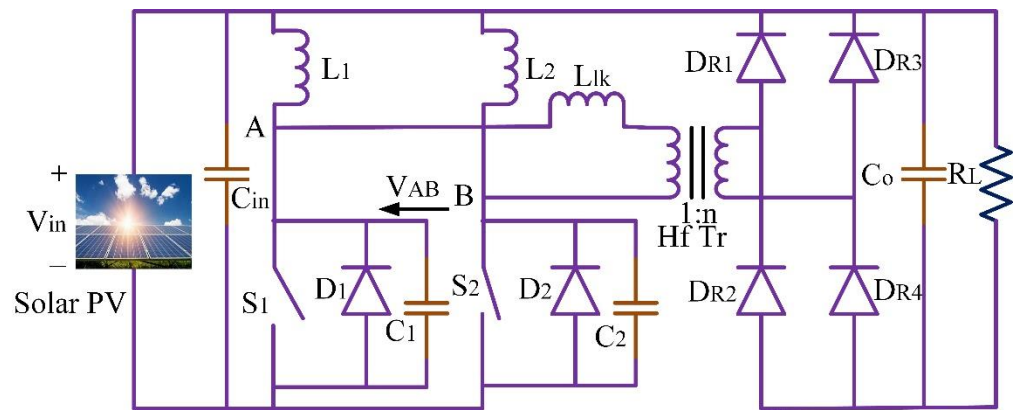 L1
L2
Llk
DR1
DR3
A
+
Vin
–
Solar PV
Cin
VAB
B
1:n
Hf Tr
Co
RL
S1
D1
C1
S2
D2
C2
DR2
DR4